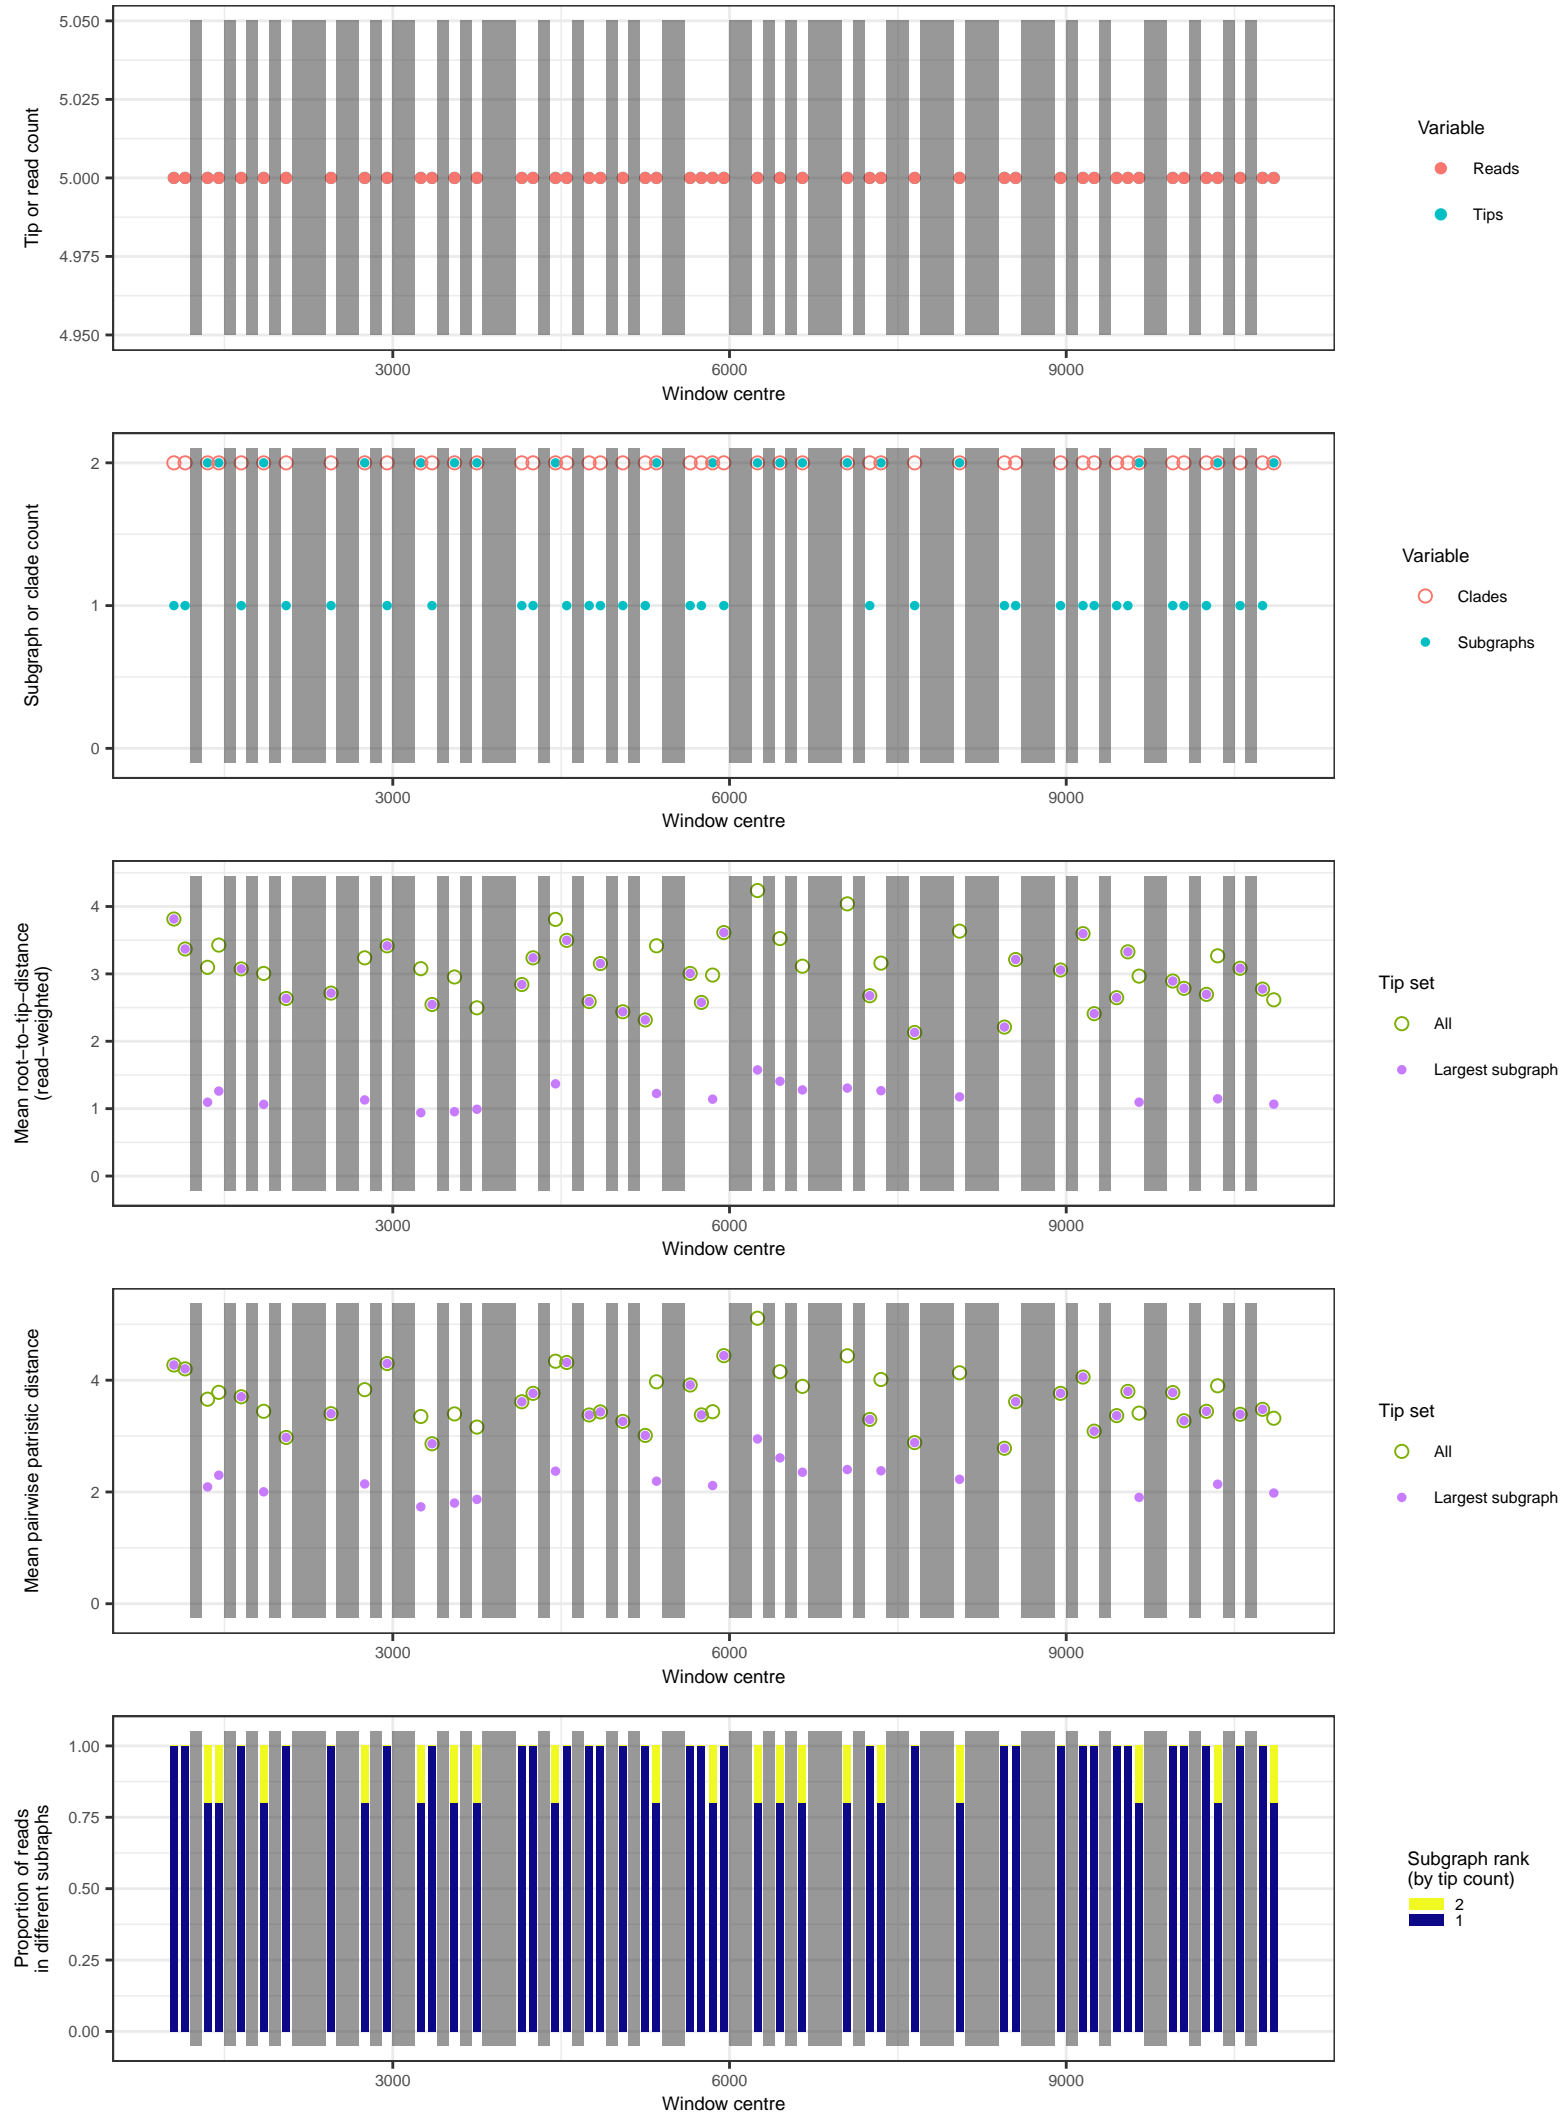 5.050
5.025
5.000
4.975
4.950
Tip or read count
3000 6000 9000
Window centre
Variable
Reads
Tips
2
1
0
Subgraph or clade count
3000 6000 9000
Window centre
Variable
Clades
Subgraphs
4
3
2
1
0
Mean root−to−tip−distance
(read−weighted)
3000 6000 9000
Window centre
Tip set
All
Largest subgraph
4
2
0
Mean pairwise patristic distance
3000 6000 9000
Window centre
Tip set
All
Largest subgraph
1.00
0.75
0.50
0.25
0.00
Proportion of reads
in different subraphs
3000 6000 9000
Window centre
Subgraph rank
(by tip count)
2
1